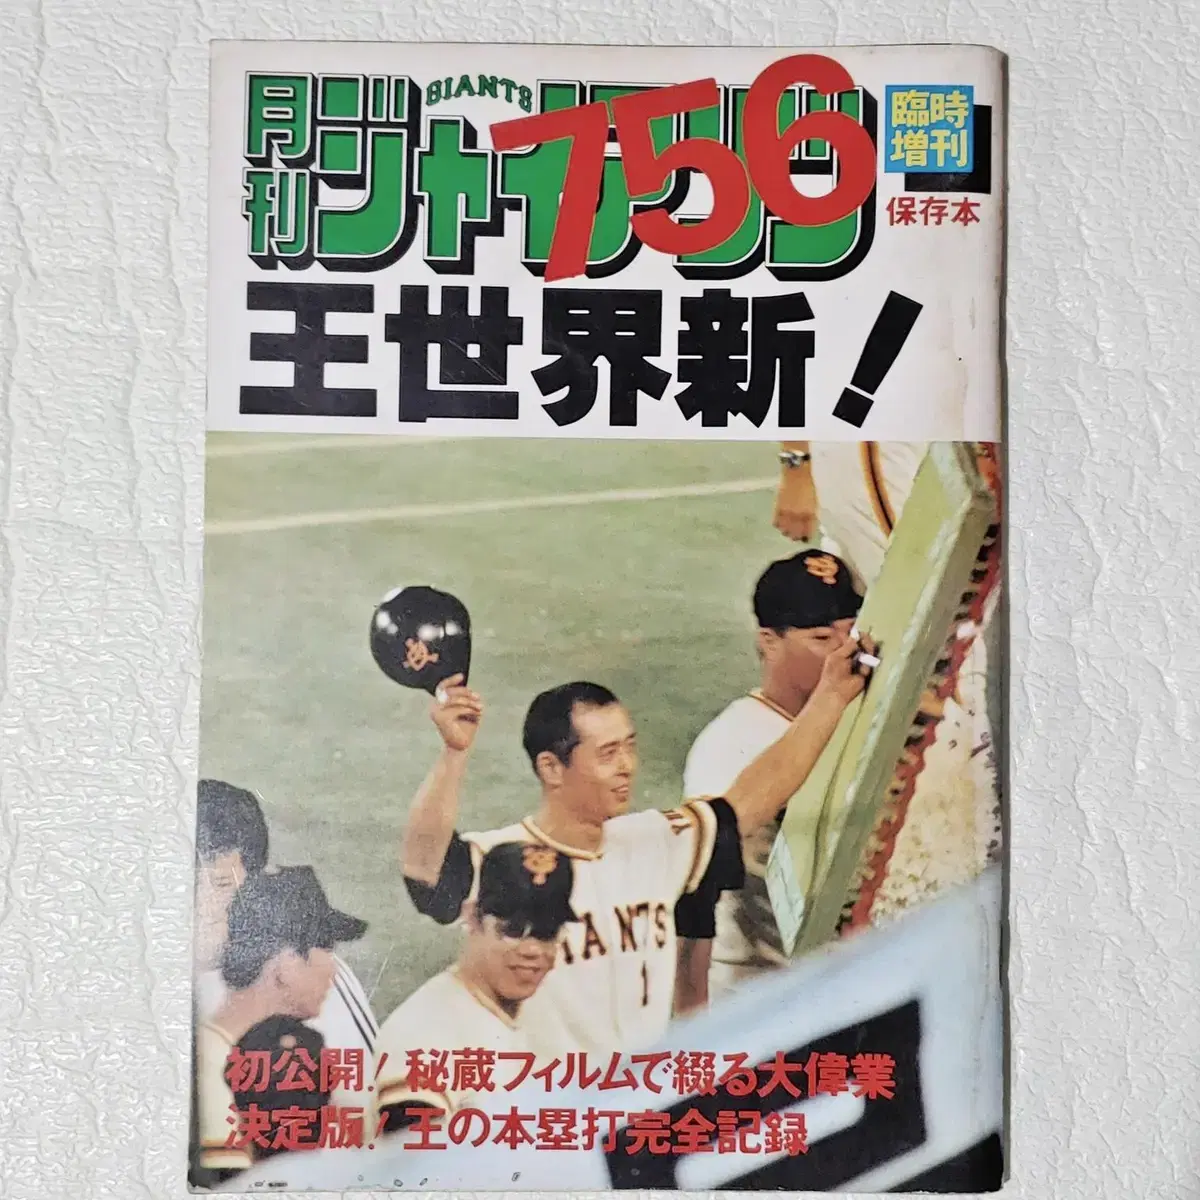 月刊ジャイアンツ
GIANTS
756
臨時
増刊
保存本
王世界新!
GIANTS
1
初公開!秘蔵フィルムで綴る大偉業
決定版!王の本塁打完全記録